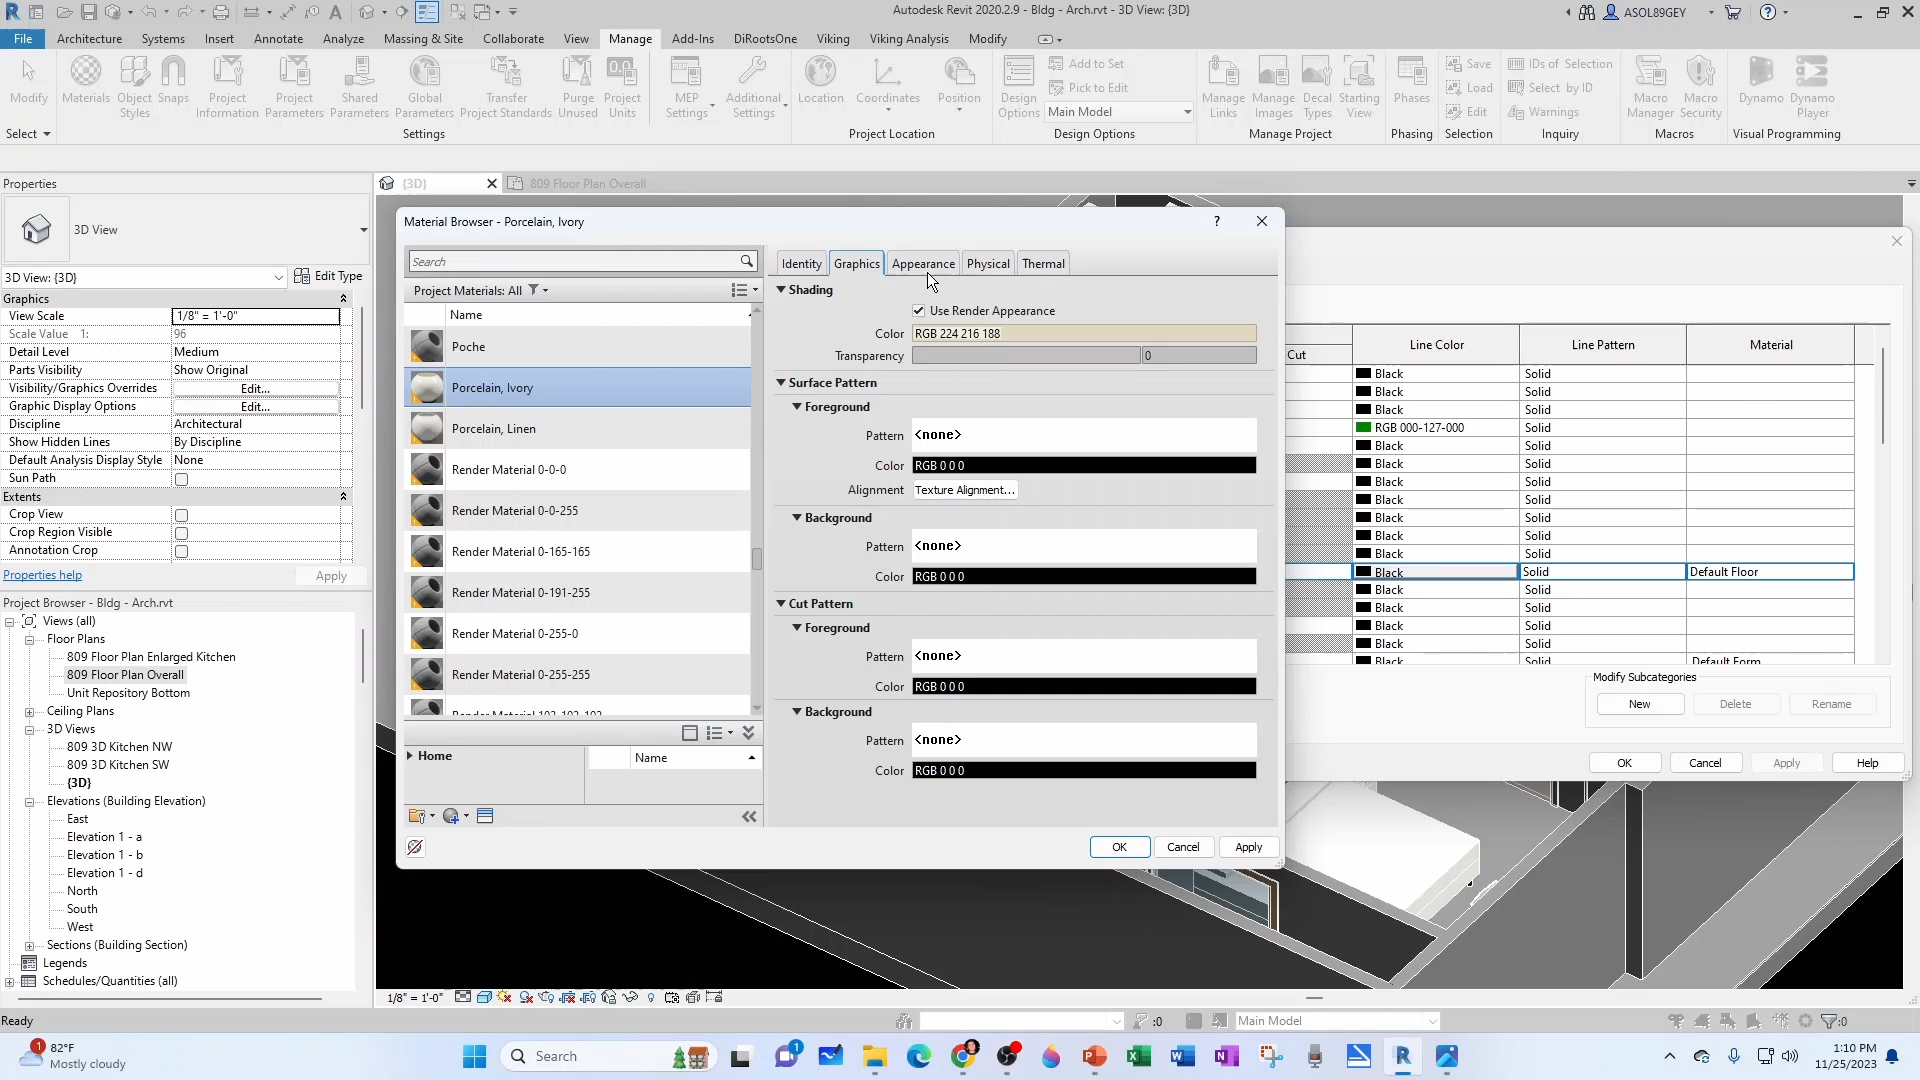 Autodesk Revit 2020.2.9 - Bldg - Arch.rvt - 3D View: {3D}
ASOL89GEY
File Architecture Systems Insert Annotate Analyze Massing & Site Collaborate View Manage Add-Ins DiRootsOne Viking Viking Analysis Modify
Modify
Materials
Object Styles
Snaps
Project Information
Project Parameters
Shared Parameters
Global Parameters
Transfer Project Standards
Purge Unused
Project Units
MEP Settings
Additional Settings
Location
Coordinates
Position
Design Options
Add to Set
Pick to Edit
Main Model
Manage Links
Manage Images
Decal Types
Starting View
Phases
Save
Load
Edit
IDs of Selection
Select by ID
Warnings
Macro Manager
Macro Security
Dynamo
Dynamo Player
Select Settings Project Location Design Options Manage Project Phasing Selection Inquiry Macros Visual Programming
Properties
{3D}
809 Floor Plan Overall
3D View
3D View: {3D} Edit Type
Graphics
View Scale 1/8" = 1'-0"
Scale Value 1: 96
Detail Level Medium
Parts Visibility Show Original
Visibility/Graphics Overrides Edit...
Graphic Display Options Edit...
Discipline Architectural
Show Hidden Lines By Discipline
Default Analysis Display Style None
Sun Path
Extents
Crop View
Crop Region Visible
Annotation Crop
Properties help Apply
Project Browser - Bldg - Arch.rvt
Views (all)
Floor Plans
809 Floor Plan Enlarged Kitchen
809 Floor Plan Overall
Unit Repository Bottom
Ceiling Plans
3D Views
809 3D Kitchen NW
809 3D Kitchen SW
{3D}
Elevations (Building Elevation)
East
Elevation 1 - a
Elevation 1 - b
Elevation 1 - d
North
South
West
Sections (Building Section)
Legends
Schedules/Quantities (all)
Material Browser - Porcelain, Ivory
?
Search
Project Materials: All
Name
Poche
Porcelain, Ivory
Porcelain, Linen
Render Material 0-0-0
Render Material 0-0-255
Render Material 0-165-165
Render Material 0-191-255
Render Material 0-255-0
Render Material 0-255-255
Home
Name
Identity Graphics Appearance Physical Thermal
Shading
Use Render Appearance
Color RGB 224 216 188
Transparency 0
Surface Pattern
Foreground
Pattern <none>
Color RGB 0 0 0
Alignment Texture Alignment...
Background
Pattern <none>
Color RGB 0 0 0
Cut Pattern
Foreground
Pattern <none>
Color RGB 0 0 0
Background
Pattern <none>
Color RGB 0 0 0
OK Cancel Apply
Cut Line Color Line Pattern Material
Black Solid
Black Solid
Black Solid
RGB 000-127-000 Solid
Black Solid
Black Solid
Black Solid
Black Solid
Black Solid
Black Solid
Black Solid
Black Solid Default Floor
Black Solid
Black Solid
Black Solid
Black Solid
Black Solid Default Form
Modify Subcategories
New Delete Rename
OK Cancel Apply Help
1/8" = 1'-0"
Ready
:0
Main Model
:0
1
82°F
Mostly cloudy
Search
1
1:10 PM
11/25/2023